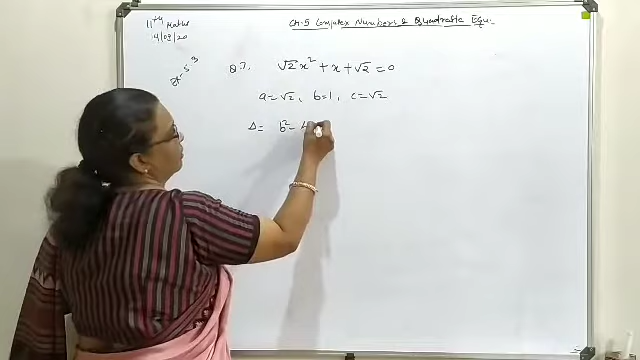 11th Maths
Ch-5 Complex Numbers & Quadratic Equ.
14/09/20
Ex-5.3
Q.7. √2x² + x + √2 = 0
a = √2, b = 1, c = √2
Δ = b² - 4